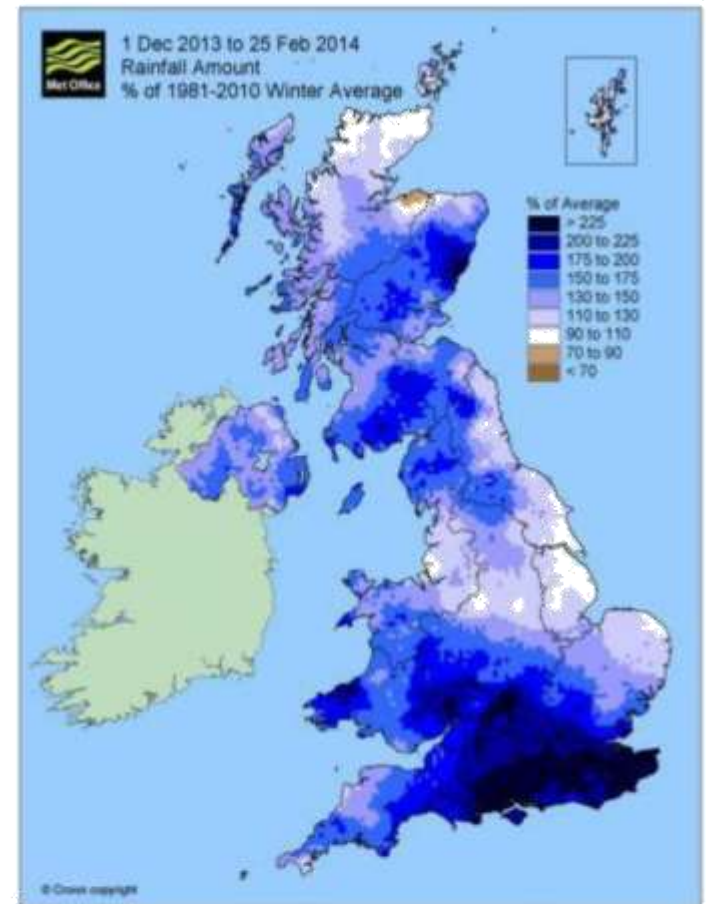 Met Office
1 Dec 2013 to 25 Feb 2014
Rainfall Amount
% of 1981-2010 Winter Average
% of Average
> 225
200 to 225
175 to 200
150 to 175
130 to 150
110 to 130
90 to 110
70 to 90
< 70
© Crown copyright